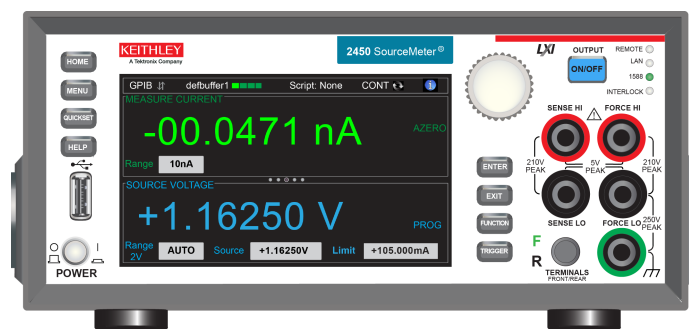 KEITHLEY
A Tektronix Company
2450 SourceMeter®
LXI
OUTPUT
ON/OFF
REMOTE
LAN
1588
INTERLOCK
HOME
MENU
QUICKSET
HELP
POWER
GPIB defbuffer1 Script: None CONT i
MEASURE CURRENT
-00.0471 nA
AZERO
Range 10nA
SOURCE VOLTAGE
+1.16250 V
PROG
Range 2V AUTO Source +1.16250V Limit +105.000mA
ENTER
EXIT
FUNCTION
TRIGGER
SENSE HI FORCE HI
210V PEAK 5V PEAK 210V PEAK
SENSE LO FORCE LO
250V PEAK
F
R
TERMINALS
FRONT/REAR